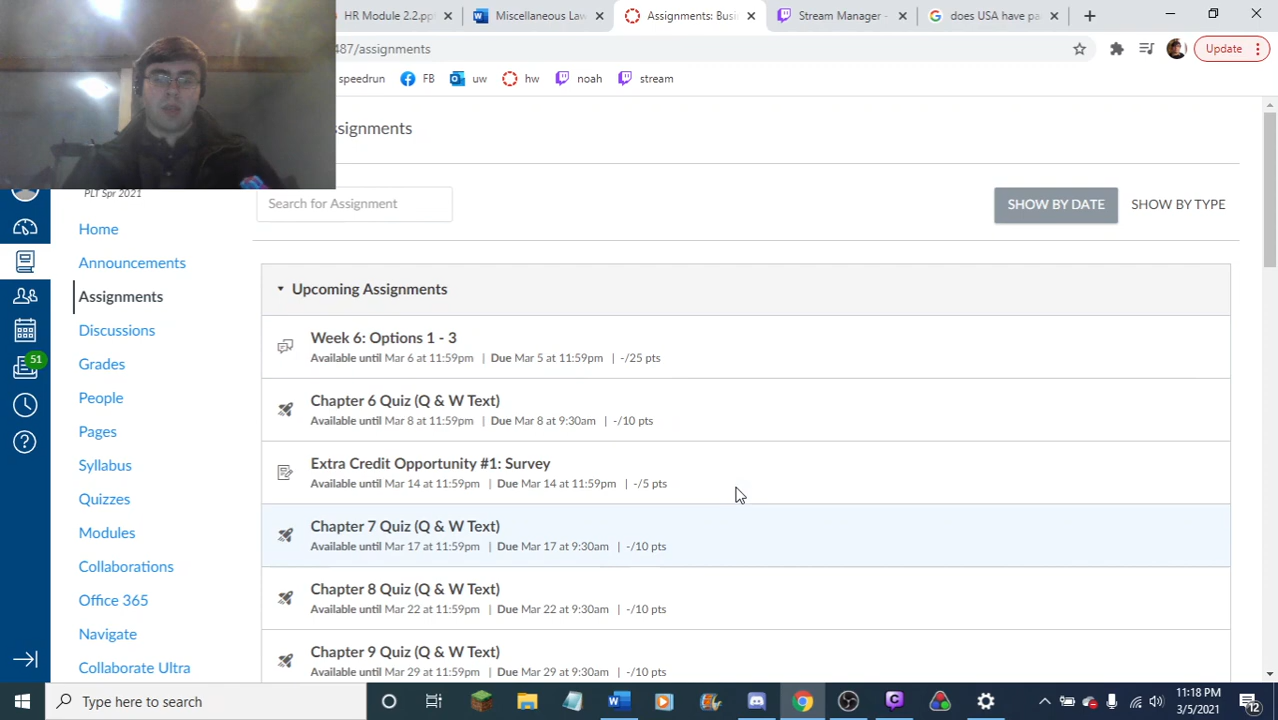 HR Module 2.2.pp
Miscellaneous Law
Assignments: Busi
Stream Manager -
does USA have pa
487/assignments
Update
speedrun
FB
uw
hw
noah
stream
ssignments
PLT Spr 2021
Search for Assignment
SHOW BY DATE
SHOW BY TYPE
Home
Announcements
Assignments
Discussions
Grades
51
People
Pages
Syllabus
Quizzes
Modules
Collaborations
Office 365
Navigate
Collaborate Ultra
Upcoming Assignments
Week 6: Options 1 - 3
Available until Mar 6 at 11:59pm | Due Mar 5 at 11:59pm | -/25 pts
Chapter 6 Quiz (Q & W Text)
Available until Mar 8 at 11:59pm | Due Mar 8 at 9:30am | -/10 pts
Extra Credit Opportunity #1: Survey
Available until Mar 14 at 11:59pm | Due Mar 14 at 11:59pm | -/5 pts
Chapter 7 Quiz (Q & W Text)
Available until Mar 17 at 11:59pm | Due Mar 17 at 9:30am | -/10 pts
Chapter 8 Quiz (Q & W Text)
Available until Mar 22 at 11:59pm | Due Mar 22 at 9:30am | -/10 pts
Chapter 9 Quiz (Q & W Text)
Available until Mar 29 at 11:59pm | Due Mar 29 at 9:30am | -/10 pts
Type here to search
11:18 PM
3/5/2021
12